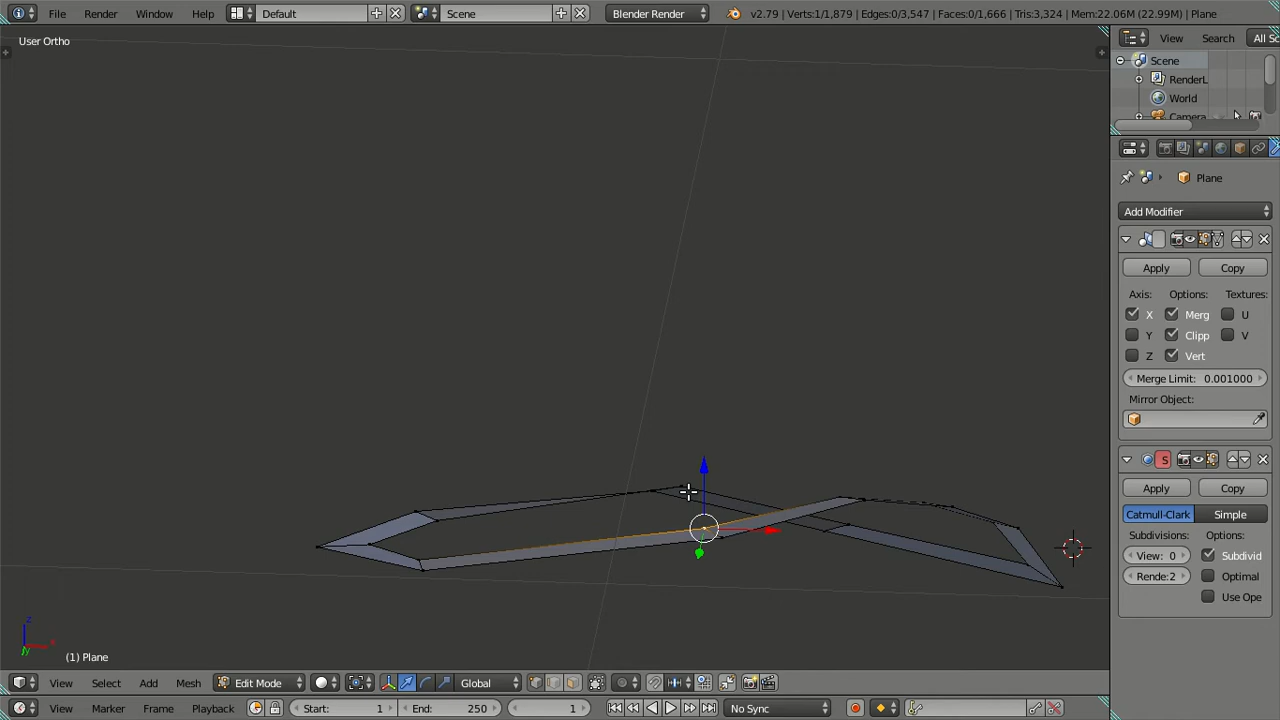 File Render Window Help Default Scene Blender Render v2.79 | Verts:1/1,879 | Edges:0/3,547 | Faces:0/1,666 | Tris:3,324 | Mem:22.06M (22.99M) | Plane
User Ortho
View Search All Sc
Scene
RenderL
World
Camera
Plane
Add Modifier
Apply Copy
Axis: Options: Textures:
X Merg U
Y Clipp V
Z Vert
Merge Limit: 0.001000
Mirror Object:
S
Apply Copy
Catmull-Clark Simple
Subdivisions: Options:
View: 0 Subdivid
Rende:2 Optimal
Use Ope
z
x
y
(1) Plane
View Select Add Mesh Edit Mode Global
View Marker Frame Playback Start: 1 End: 250 1 No Sync